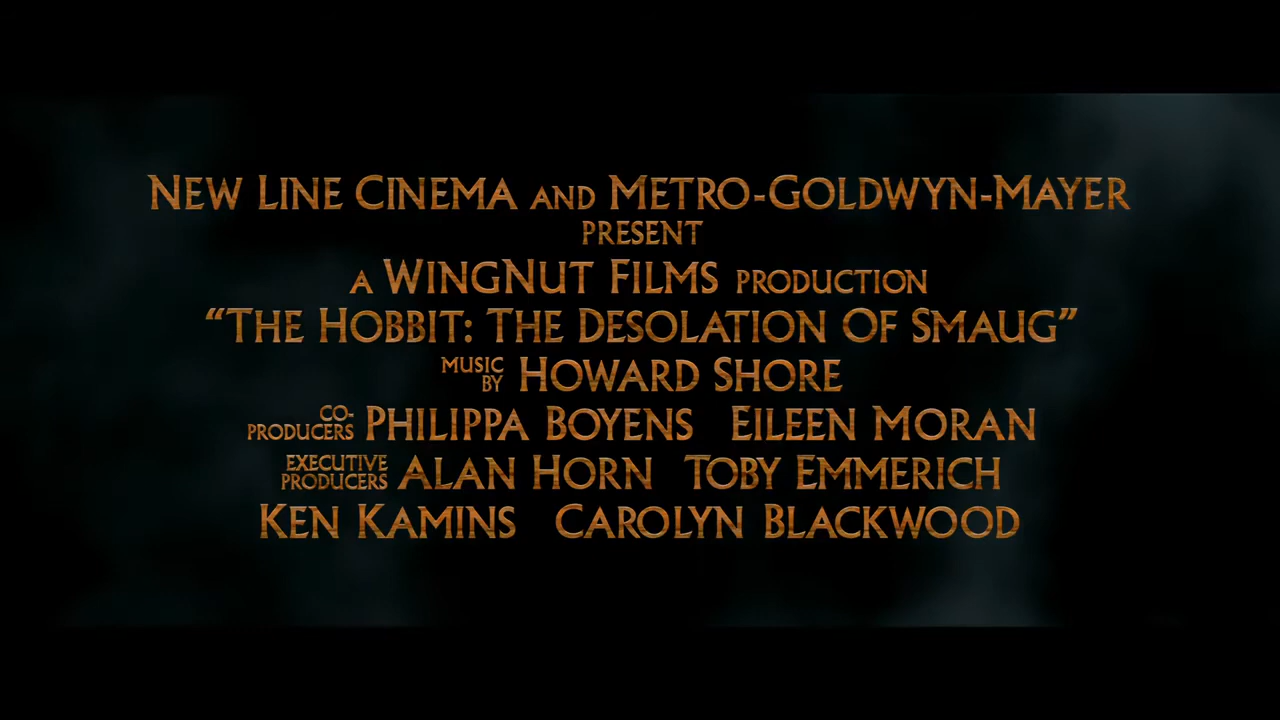 NEW LINE CINEMA AND METRO-GOLDWYN-MAYER
PRESENT
A WINGNUT FILMS PRODUCTION
“THE HOBBIT: THE DESOLATION OF SMAUG”
MUSIC BY HOWARD SHORE
CO-PRODUCERS PHILIPPA BOYENS EILEEN MORAN
EXECUTIVE PRODUCERS ALAN HORN TOBY EMMERICH
KEN KAMINS CAROLYN BLACKWOOD